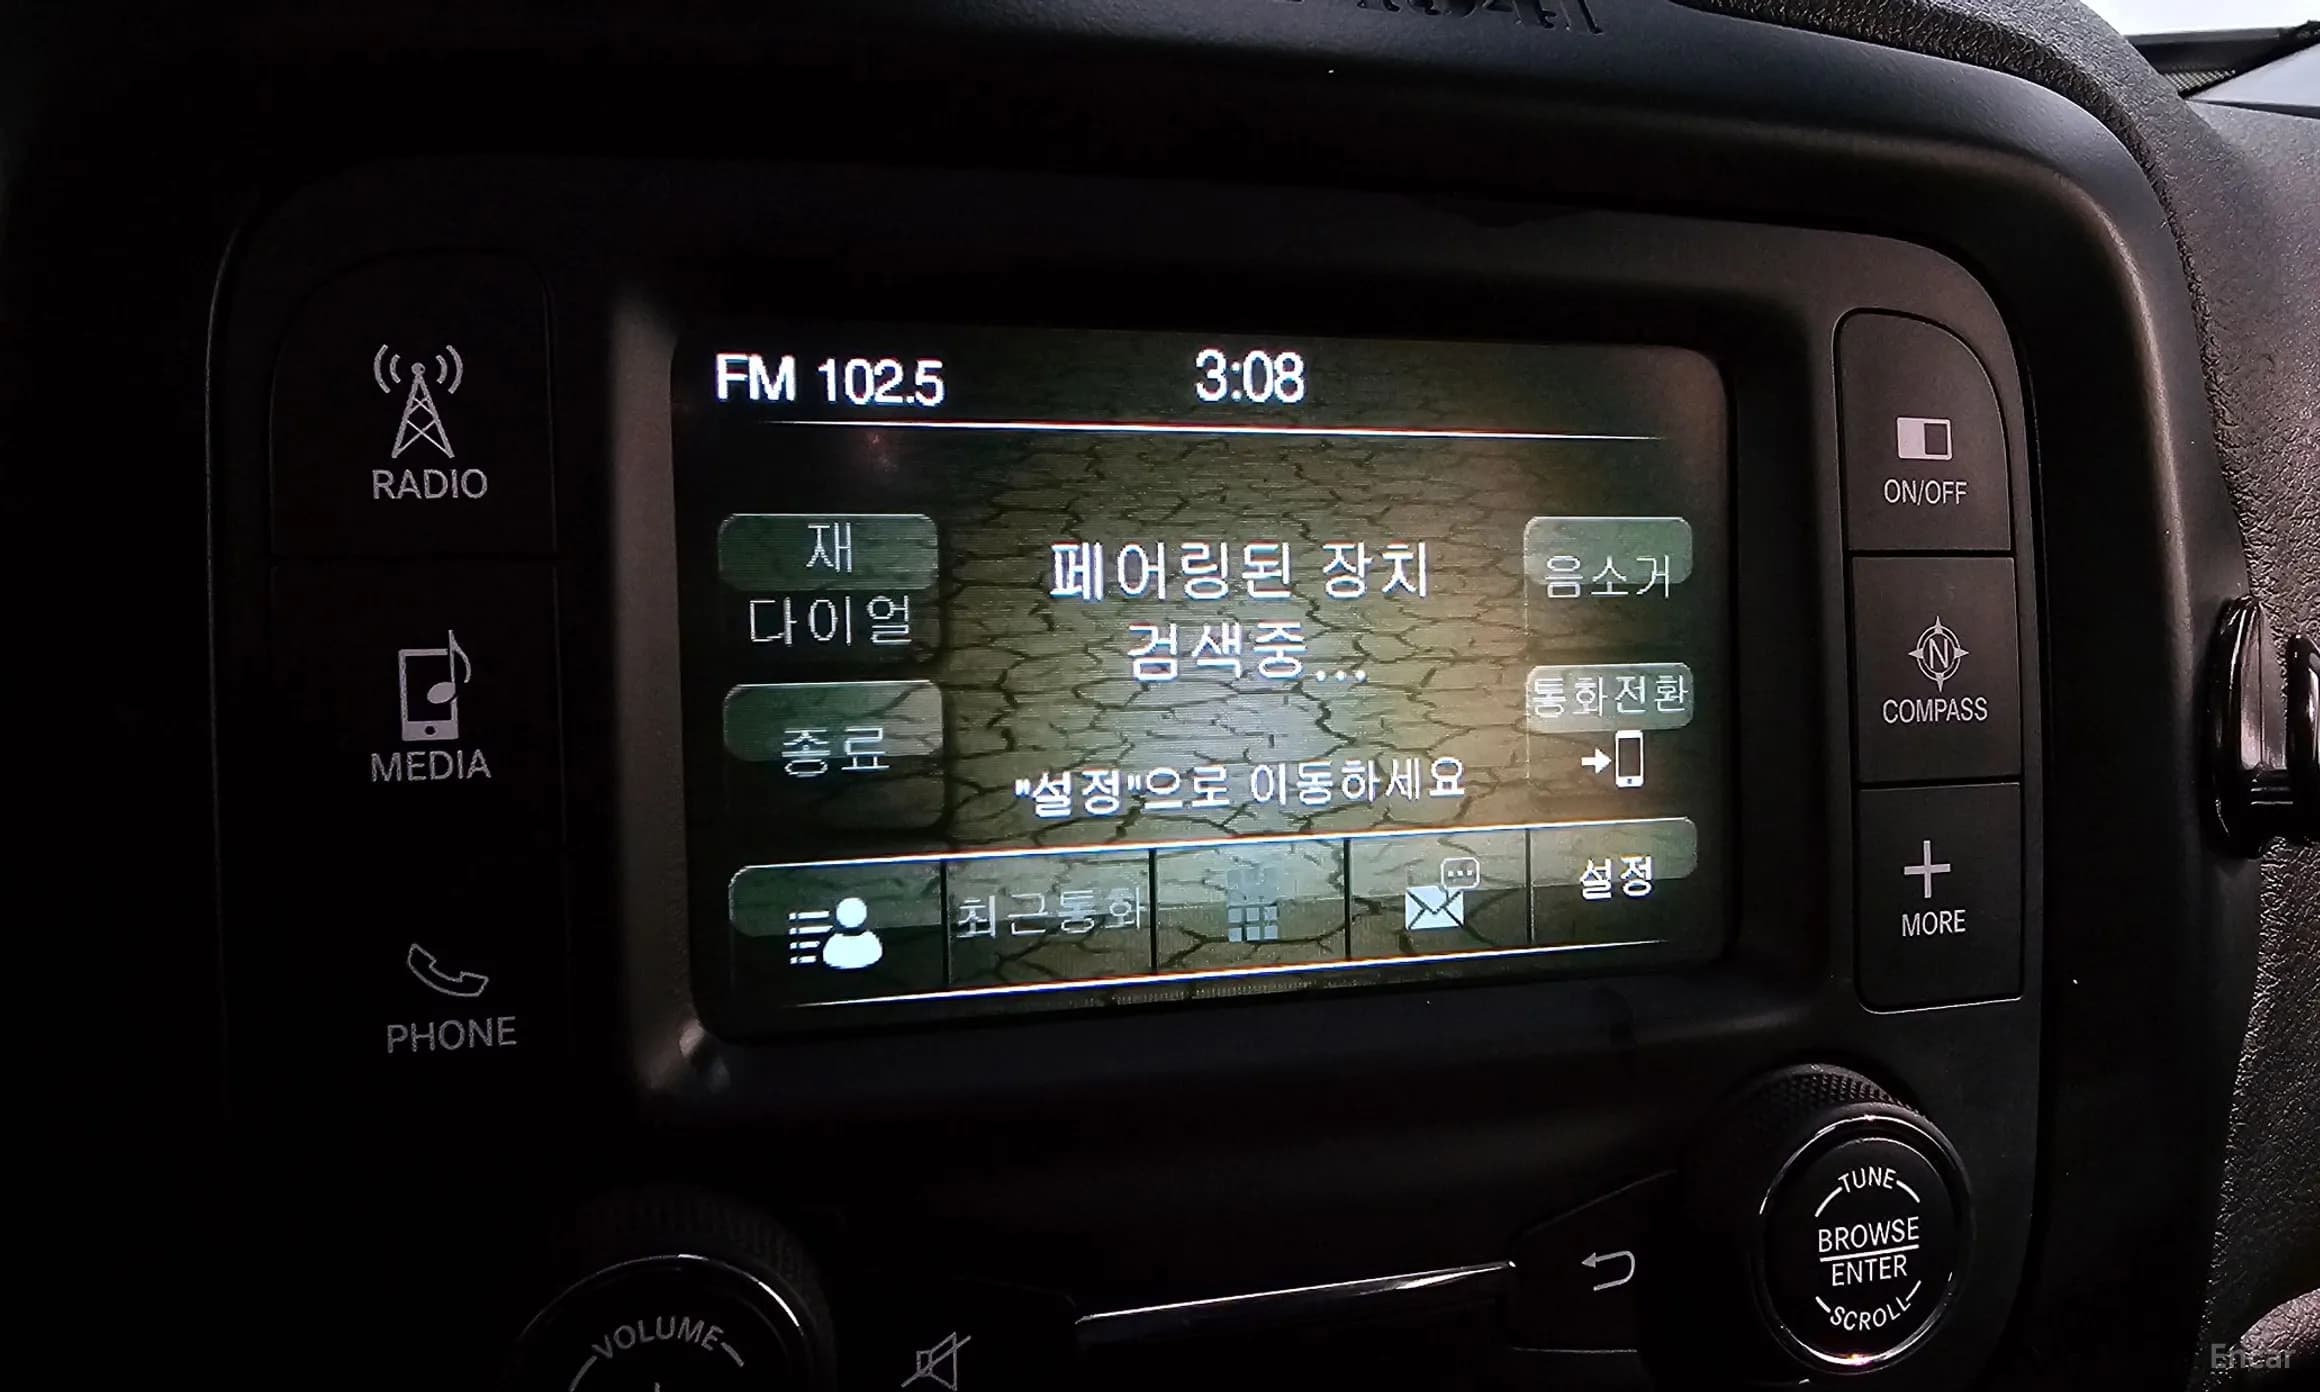 FM 102.5
3:08
RADIO
MEDIA
PHONE
재
다이얼
종료
페어링된 장치
검색중...
"설정"으로 이동하세요
음소거
통화전환
최근통화
설정
ON/OFF
N
COMPASS
MORE
VOLUME
TUNE
BROWSE
ENTER
SCROLL
Encar